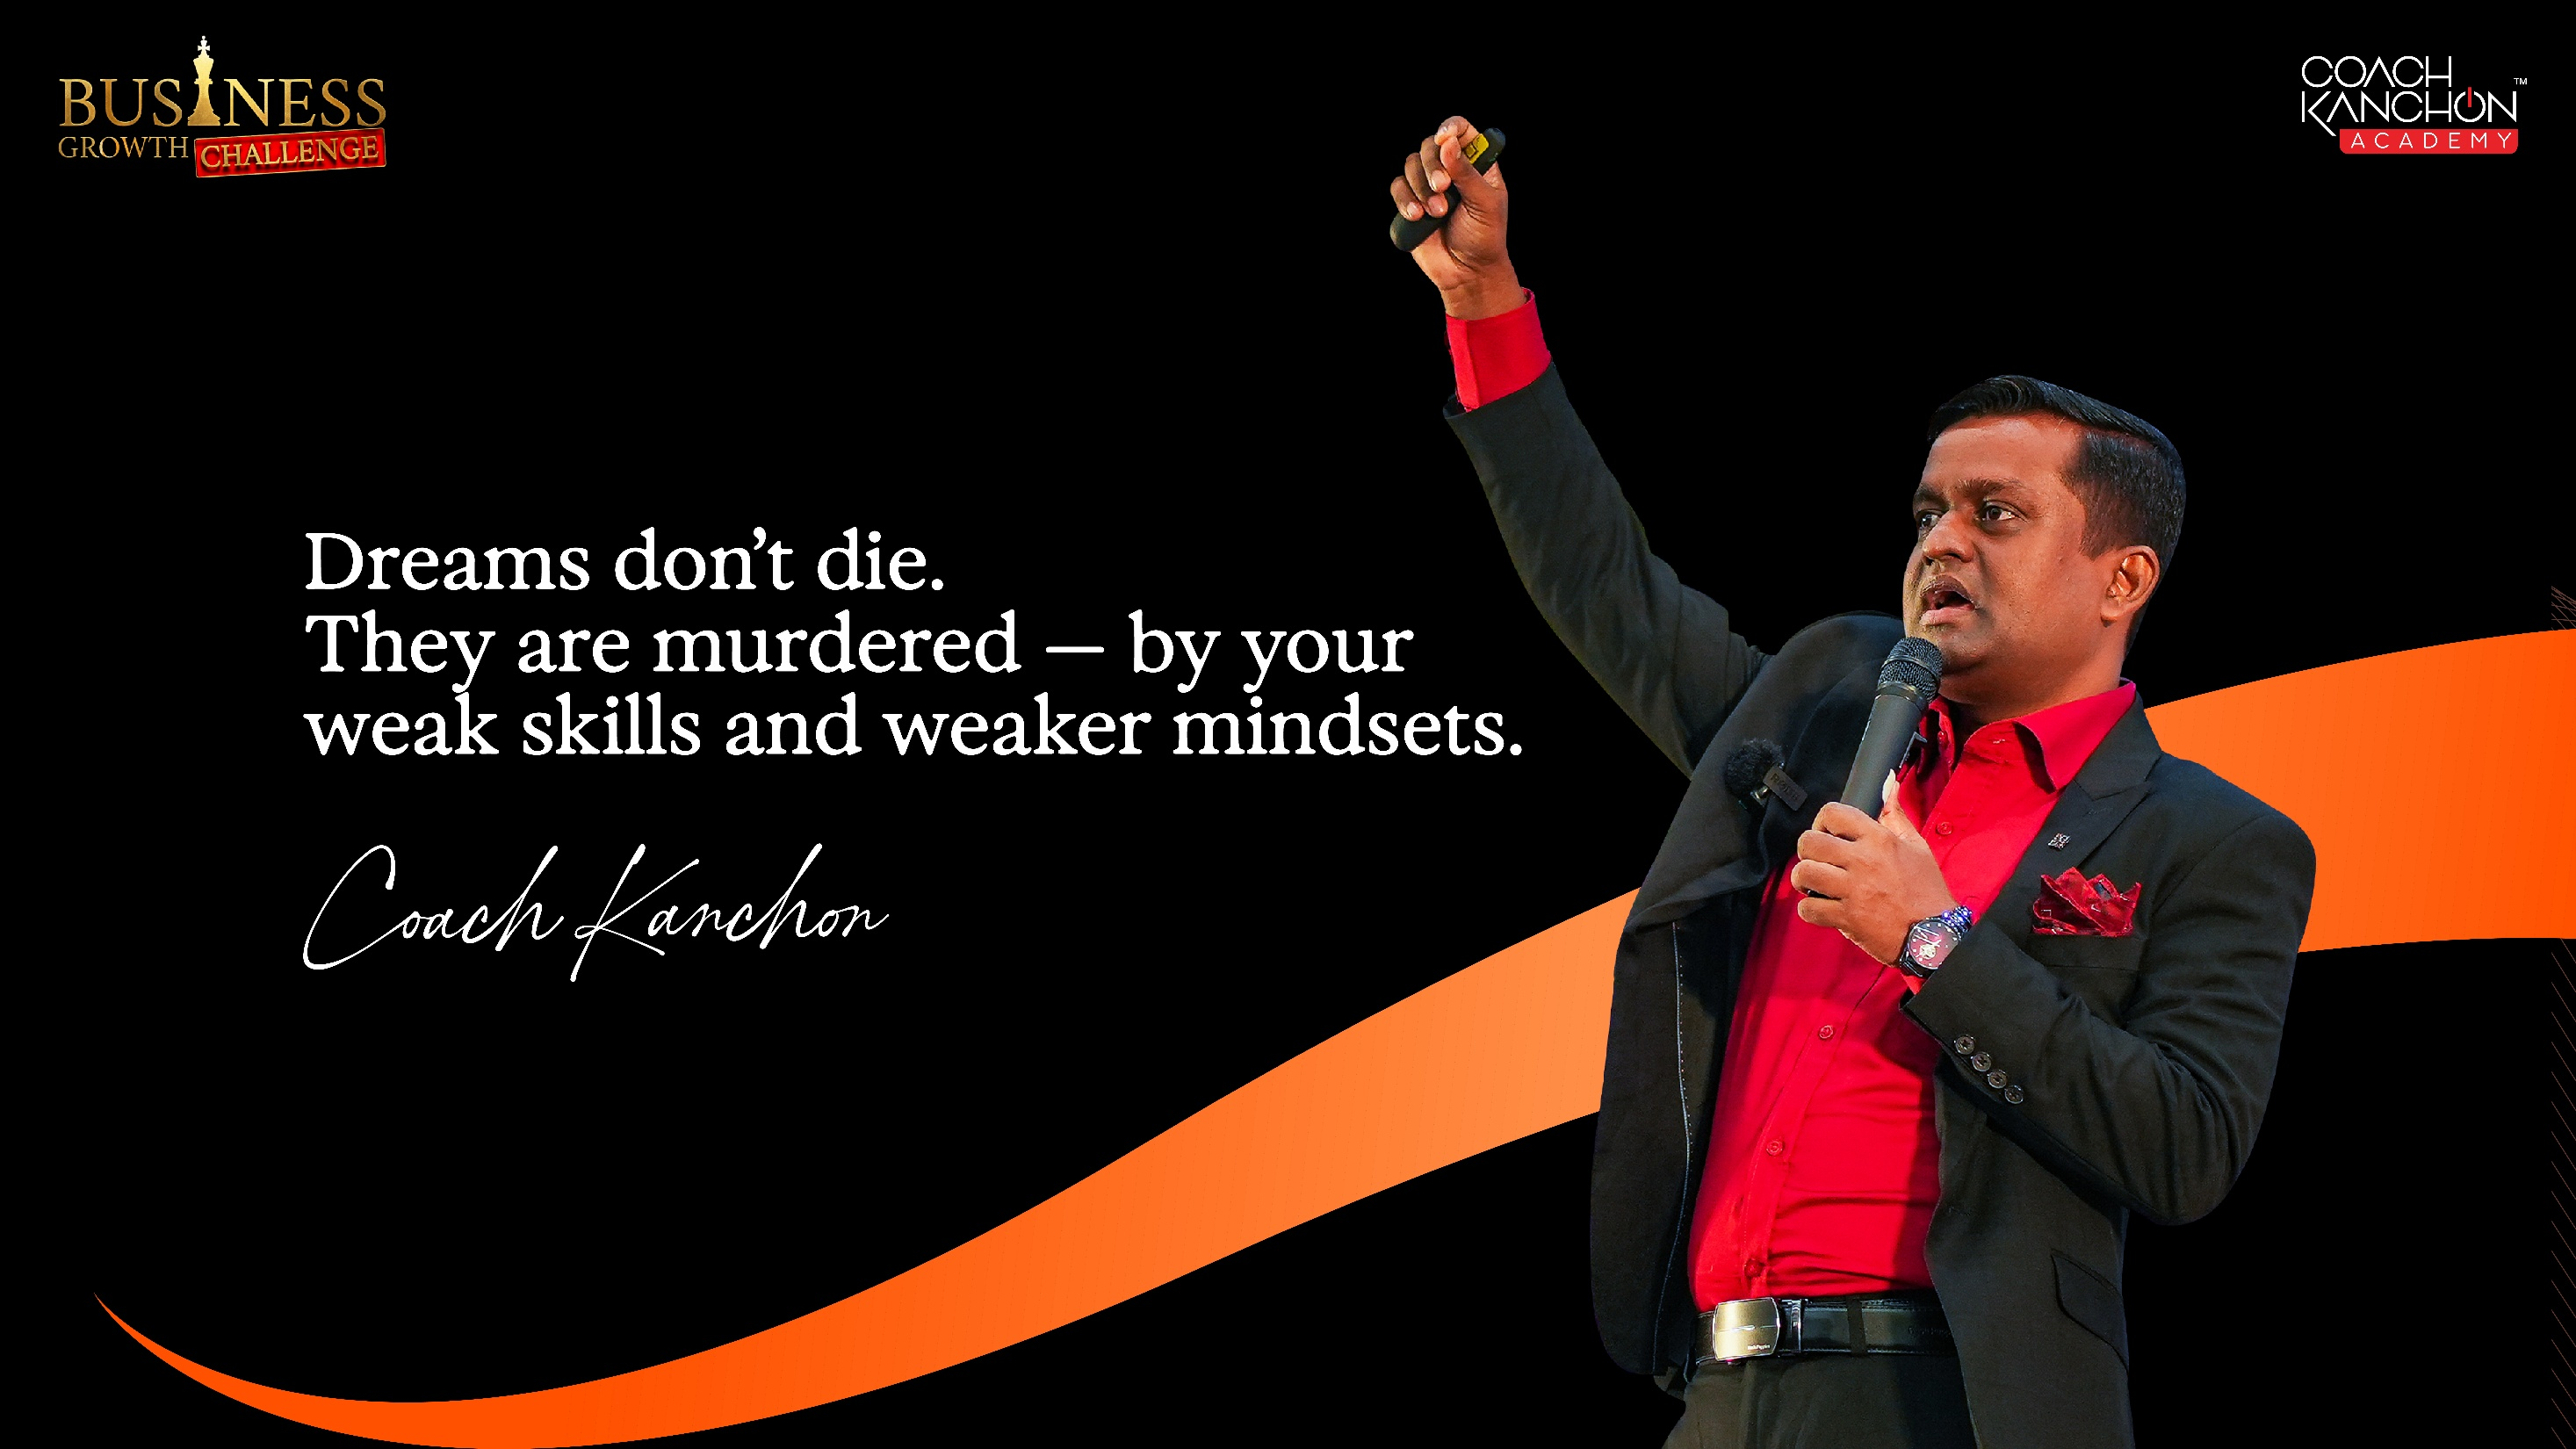 BUSINESS
GROWTH CHALLENGE
COACH
KANCHON™
ACADEMY
Dreams don’t die.
They are murdered — by your
weak skills and weaker mindsets.
Coach Kanchon